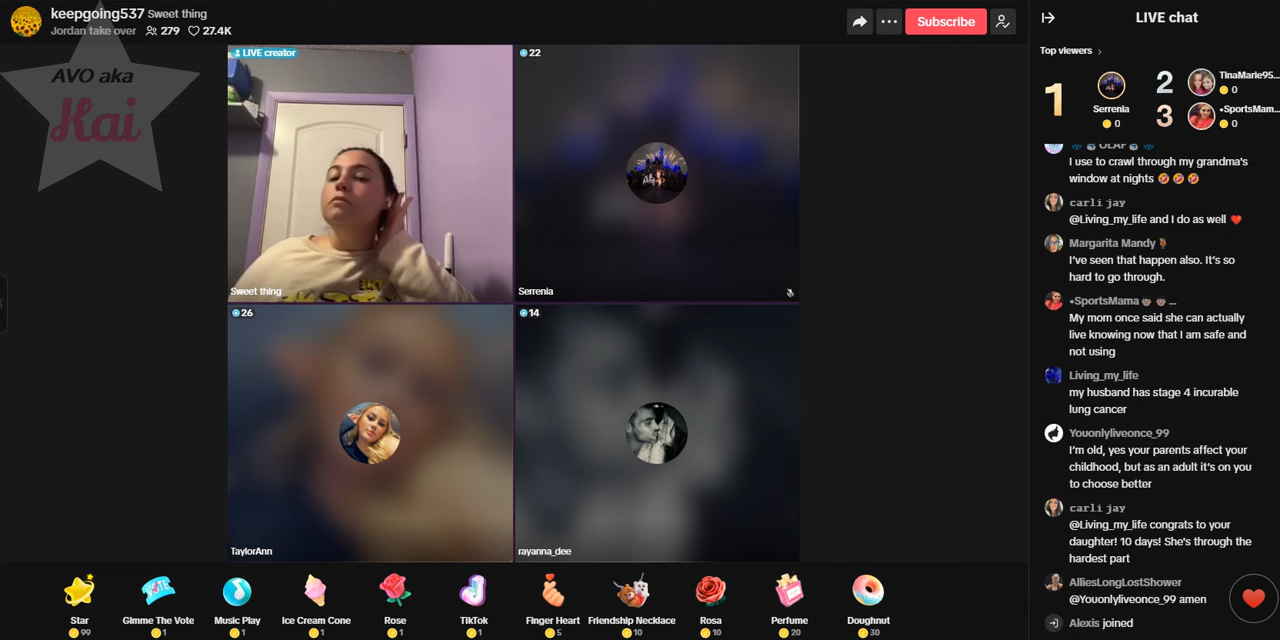 keepgoing537 Sweet thing
Jordan take over 279 27.4K
Subscribe
AVO aka
Kai
LIVE creator
Sweet thing
22
Serrenia
26
TaylorAnn
14
rayanna_dee
Star
99
Gimme The Vote
1
Music Play
1
Ice Cream Cone
1
Rose
1
TikTok
1
Finger Heart
5
Friendship Necklace
10
Rosa
10
Perfume
20
Doughnut
30
LIVE chat
Top viewers
1
Serrenia
0
2
TinaMarie95...
0
3
•SportsMam...
0
OLAF
I use to crawl through my grandma's
window at nights 🤣🤣🤣
carli jay
@Living_my_life and I do as well ❤️
Margarita Mandy
I've seen that happen also. It's so
hard to go through.
•SportsMama ...
My mom once said she can actually
live knowing now that I am safe and
not using
Living_my_life
my husband has stage 4 incurable
lung cancer
Youonlyliveonce_99
I'm old, yes your parents affect your
childhood, but as an adult it's on you
to choose better
carli jay
@Living_my_life congrats to your
daughter! 10 days! She's through the
hardest part
AlliesLongLostShower
@Youonlyliveonce_99 amen
Alexis joined